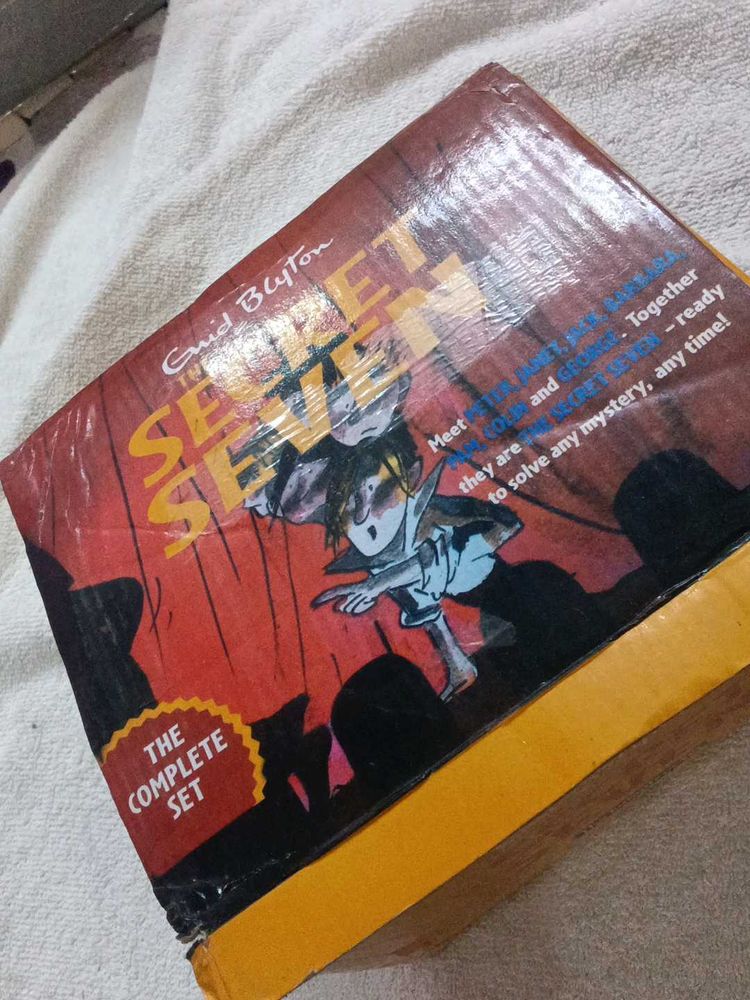 Enid Blyton
THE
SECRET
SEVEN
Meet PETER, JANET, JACK, BARBARA,
PAM, COLIN and GEORGE - Together
they are THE SECRET SEVEN - ready
to solve any mystery, any time!
THE
COMPLETE
SET